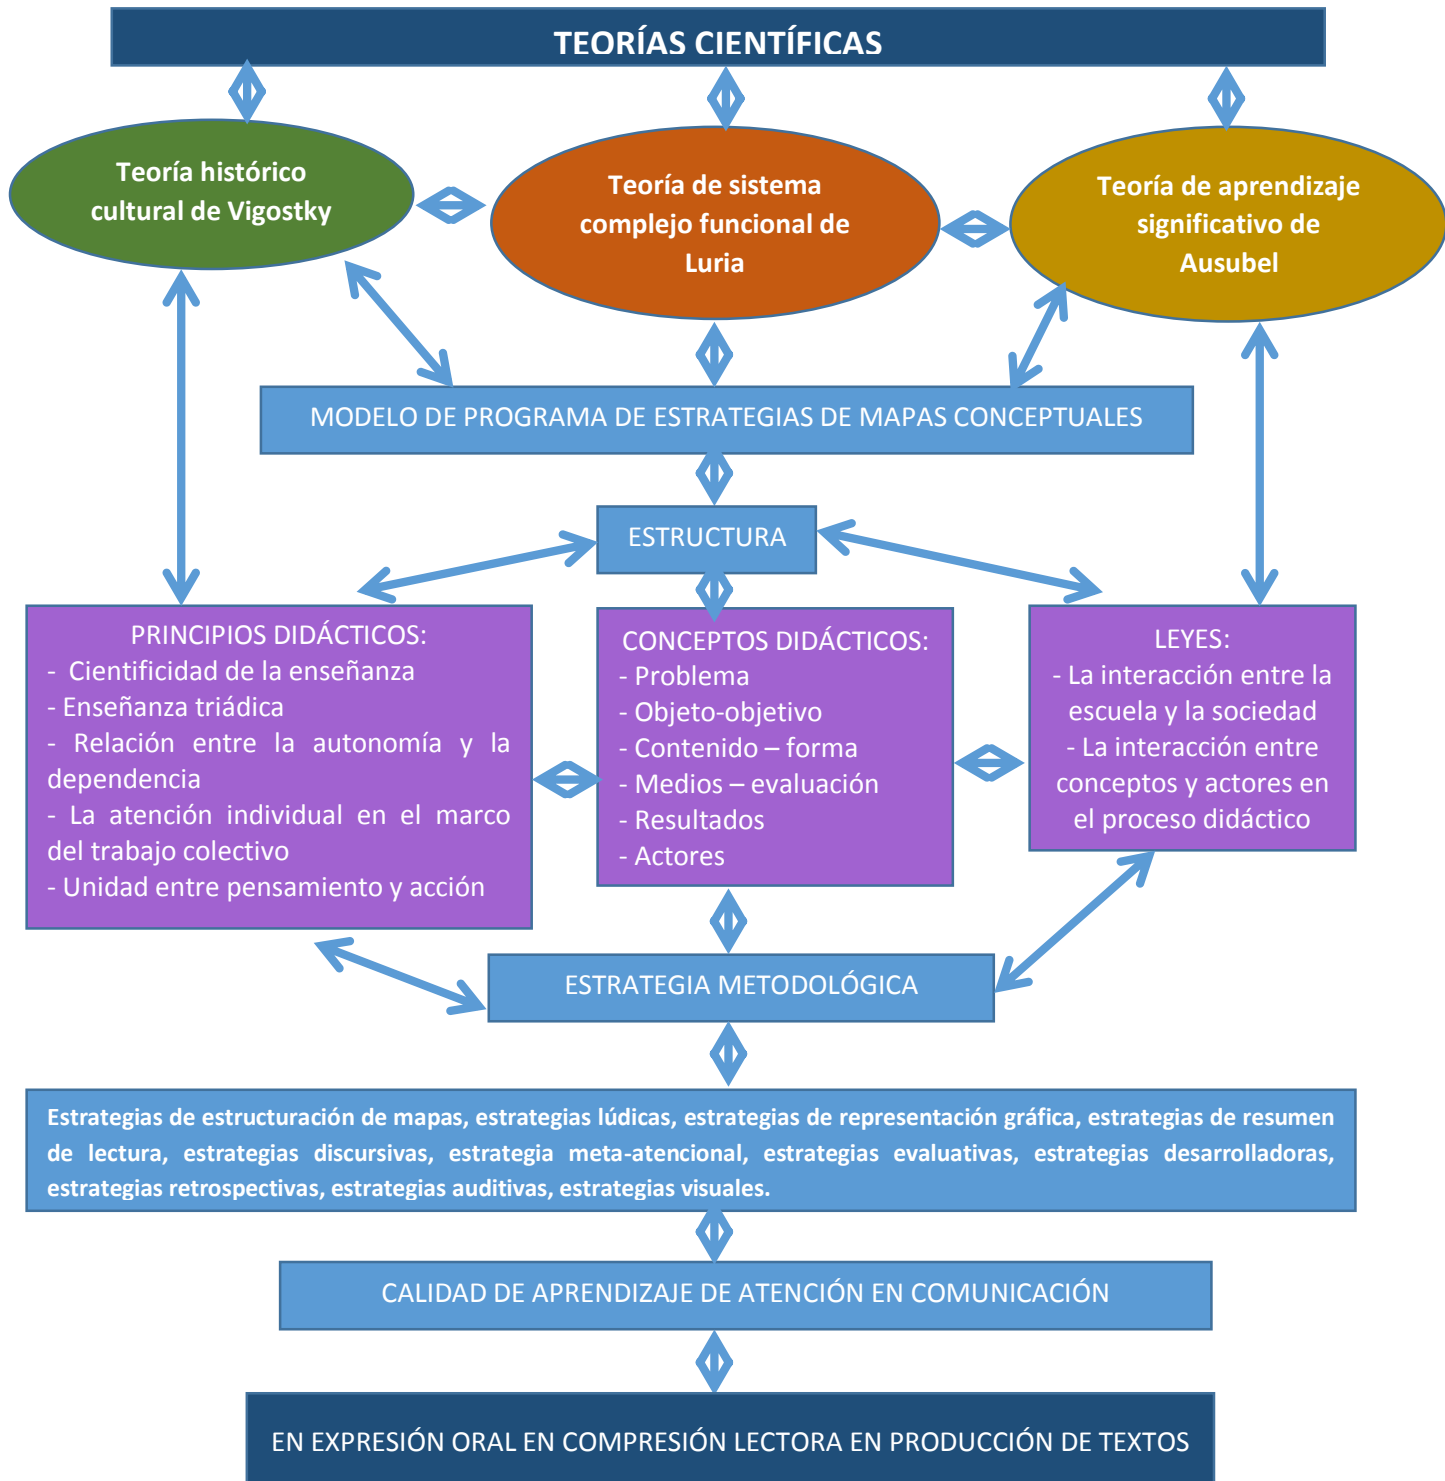 TEORÍAS CIENTÍFICAS
Teoría histórico
cultural de Vigostky
Teoría de sistema
complejo funcional de
Luria
Teoría de aprendizaje
significativo de
Ausubel
MODELO DE PROGRAMA DE ESTRATEGIAS DE MAPAS CONCEPTUALES
ESTRUCTURA
PRINCIPIOS DIDÁCTICOS:
- Cientificidad de la enseñanza
- Enseñanza triádica
- Relación entre la autonomía y la
dependencia
- La atención individual en el marco
del trabajo colectivo
- Unidad entre pensamiento y acción
CONCEPTOS DIDÁCTICOS:
- Problema
- Objeto-objetivo
- Contenido – forma
- Medios – evaluación
- Resultados
- Actores
LEYES:
- La interacción entre la
escuela y la sociedad
- La interacción entre
conceptos y actores en
el proceso didáctico
ESTRATEGIA METODOLÓGICA
Estrategias de estructuración de mapas, estrategias lúdicas, estrategias de representación gráfica, estrategias de resumen
de lectura, estrategias discursivas, estrategia meta-atencional, estrategias evaluativas, estrategias desarrolladoras,
estrategias retrospectivas, estrategias auditivas, estrategias visuales.
CALIDAD DE APRENDIZAJE DE ATENCIÓN EN COMUNICACIÓN
EN EXPRESIÓN ORAL EN COMPRESIÓN LECTORA EN PRODUCCIÓN DE TEXTOS